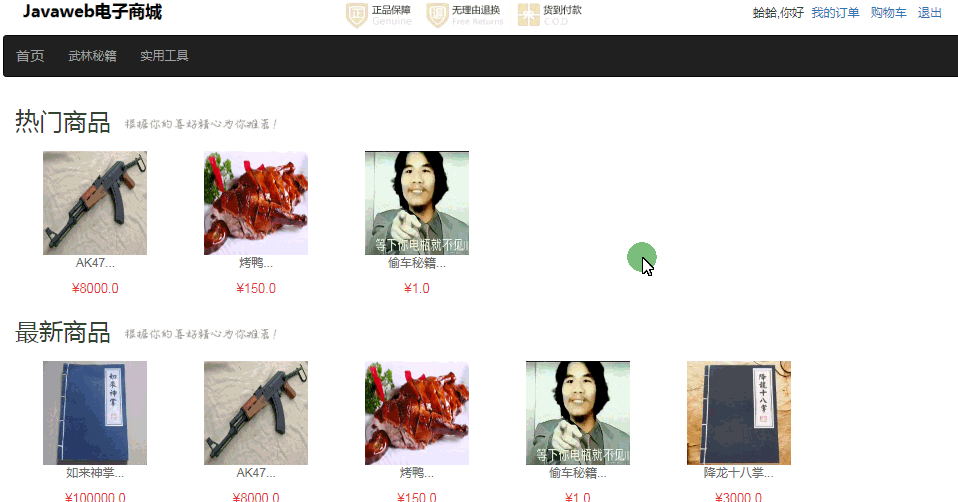 Javaweb电子商城
正品保障
Genuine
无理由退换
Free Returns
货到付款
C.O.D
蛤蛤,你好 我的订单 购物车 退出
首页 武林秘籍 实用工具
热门商品 根据你的喜好精心为你推荐!
等下你电瓶就不见
AK47... 烤鸭... 偷车秘籍...
¥8000.0 ¥150.0 ¥1.0
最新商品 根据你的喜好精心为你推荐!
如来神掌
等下你电瓶就不见
降龍十八掌
如来神掌... AK47... 烤鸭... 偷车秘籍... 降龙十八掌...
¥100000.0 ¥8000.0 ¥150.0 ¥1.0 ¥3000.0